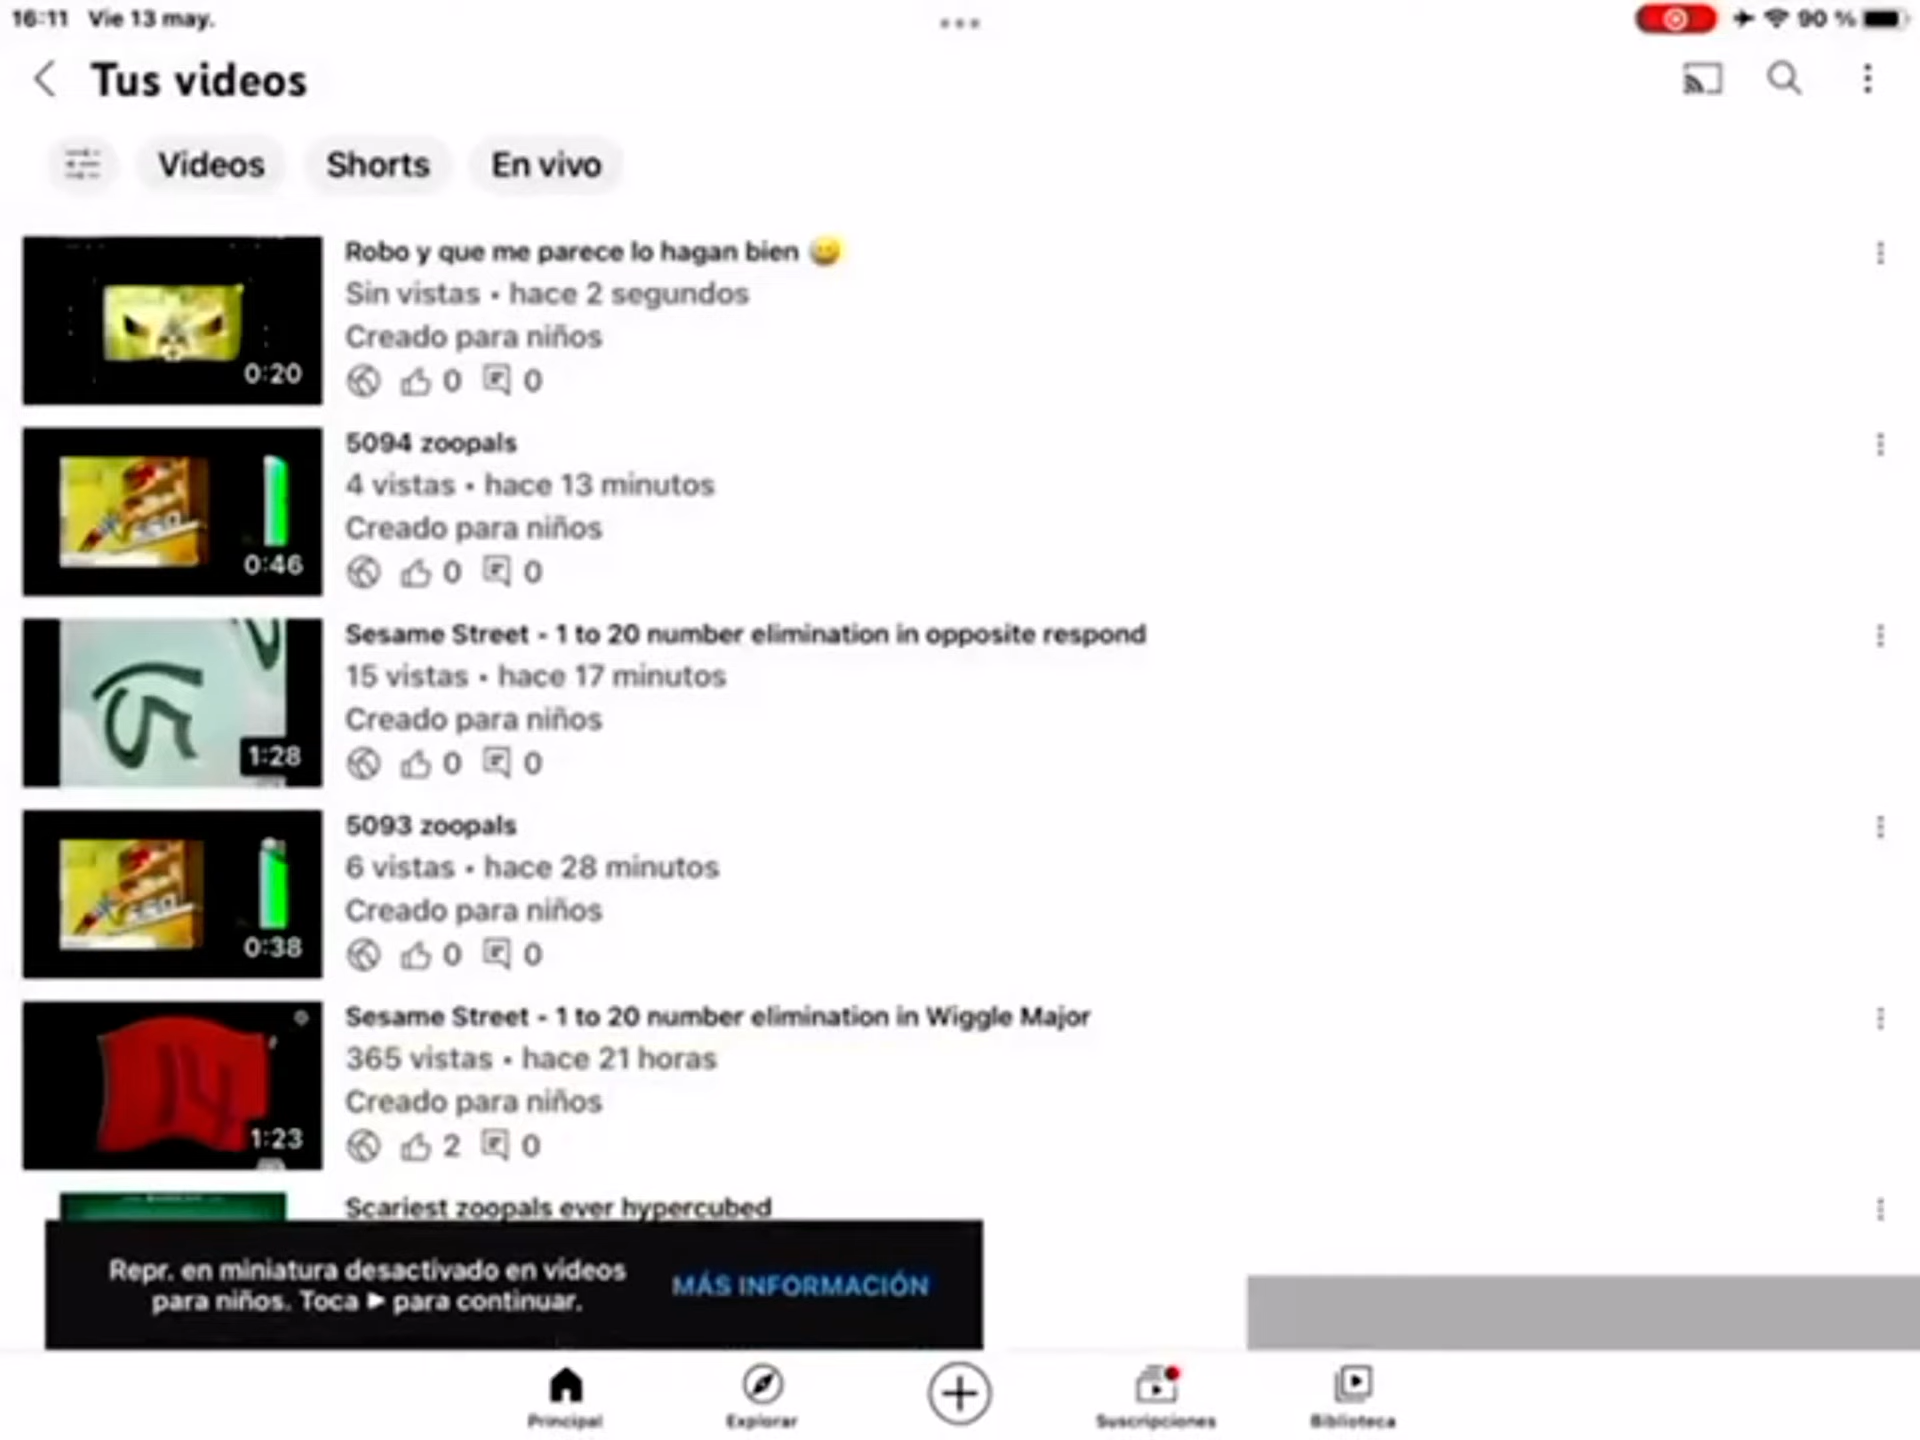 16:11 Vie 13 may.
90 %
Tus videos
Videos
Shorts
En vivo
Robo y que me parece lo hagan bien 😀
Sin vistas • hace 2 segundos
Creado para niños
0 0
0:20
5094 zoopals
4 vistas • hace 13 minutos
Creado para niños
0 0
0:46
Sesame Street - 1 to 20 number elimination in opposite respond
15 vistas • hace 17 minutos
Creado para niños
0 0
15
1:28
5093 zoopals
6 vistas • hace 28 minutos
Creado para niños
0 0
0:38
Sesame Street - 1 to 20 number elimination in Wiggle Major
365 vistas • hace 21 horas
Creado para niños
2 0
14
1:23
Scariest zoopals ever hypercubed
Repr. en miniatura desactivado en videos
para niños. Toca ▶ para continuar.
MÁS INFORMACIÓN
Principal
Explorar
Suscripciones
Biblioteca